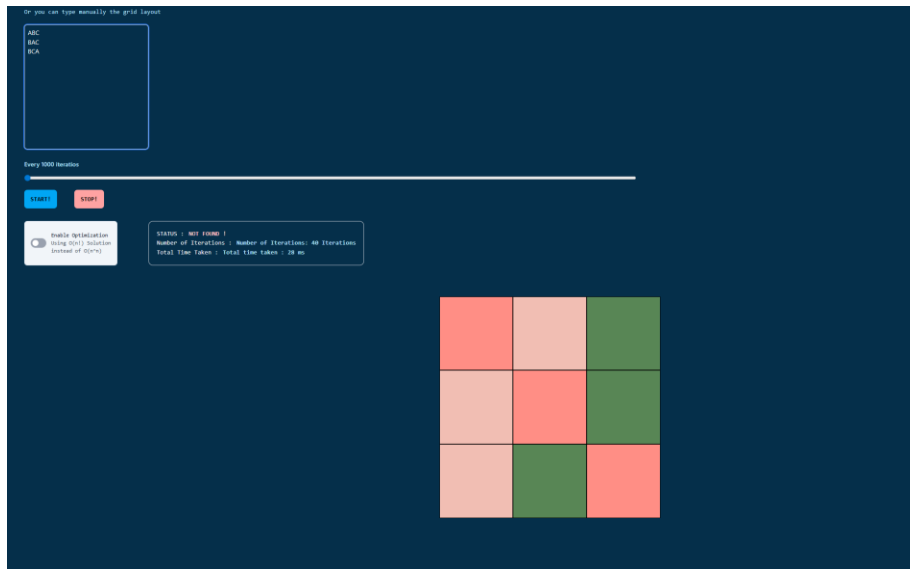 Or you can type manually the grid layout
ABC
BAC
BCA
Every 1000 Iteratios
START!
STOP!
Enable Optimization
Using O(n!) Solution
instead of O(n^n)
STATUS : NOT FOUND !
Number of Iterations : Number of Iterations: 40 Iterations
Total Time Taken : Total time taken : 20 ms